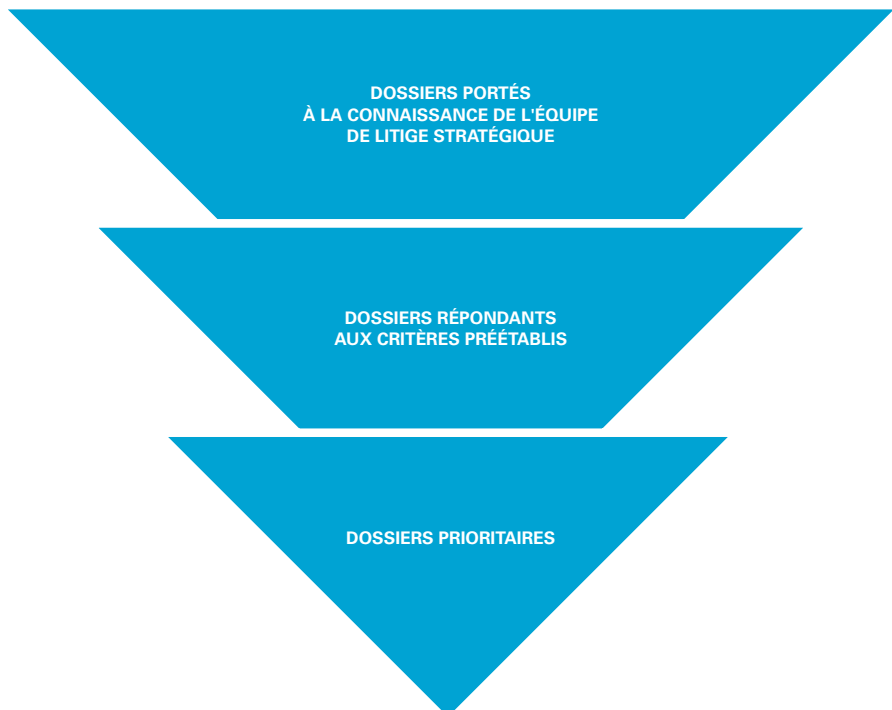 DOSSIERS PORTÉS
À LA CONNAISSANCE DE L'ÉQUIPE
DE LITIGE STRATÉGIQUE
DOSSIERS RÉPONDANTS
AUX CRITÈRES PRÉÉTABLIS
DOSSIERS PRIORITAIRES